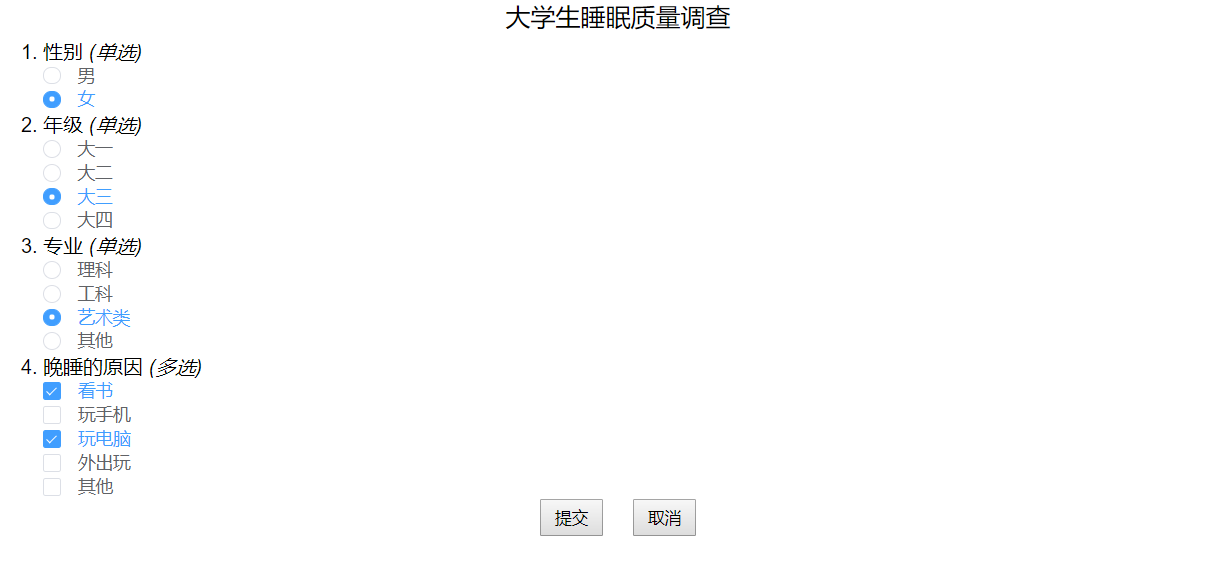 大学生睡眠质量调查
1. 性别 (单选)
男
女
2. 年级 (单选)
大一
大二
大三
大四
3. 专业 (单选)
理科
工科
艺术类
其他
4. 晚睡的原因 (多选)
看书
玩手机
玩电脑
外出玩
其他
提交 取消